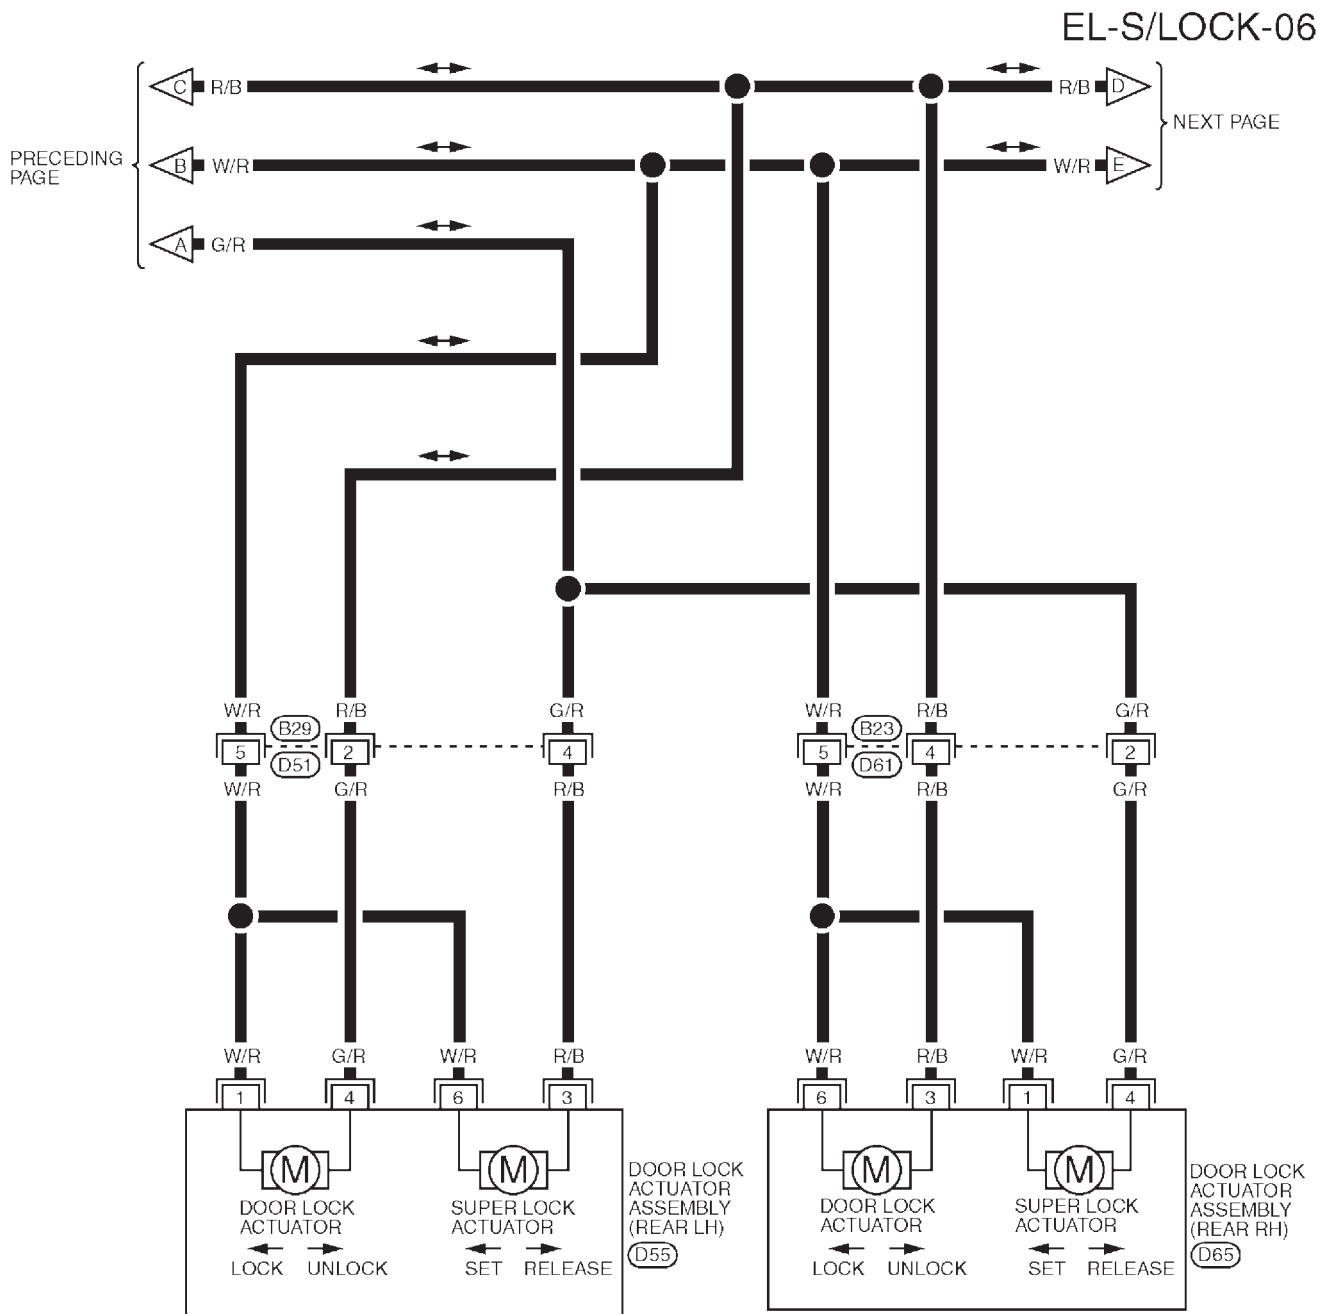 EL-S/LOCK-06
C R/B R/B D
NEXT PAGE
PRECEDING
PAGE
B W/R W/R E
A G/R
W/R R/B G/R W/R R/B G/R
B29 B23
5 2 4 5 4 2
D51 D61
W/R G/R R/B W/R R/B G/R
W/R G/R W/R R/B W/R R/B W/R G/R
1 4 6 3 6 3 1 4
M M M M
DOOR LOCK
ACTUATOR
LOCK UNLOCK
SUPER LOCK
ACTUATOR
SET RELEASE
DOOR LOCK
ACTUATOR
ASSEMBLY
(REAR LH)
D55
DOOR LOCK
ACTUATOR
LOCK UNLOCK
SUPER LOCK
ACTUATOR
SET RELEASE
DOOR LOCK
ACTUATOR
ASSEMBLY
(REAR RH)
D65